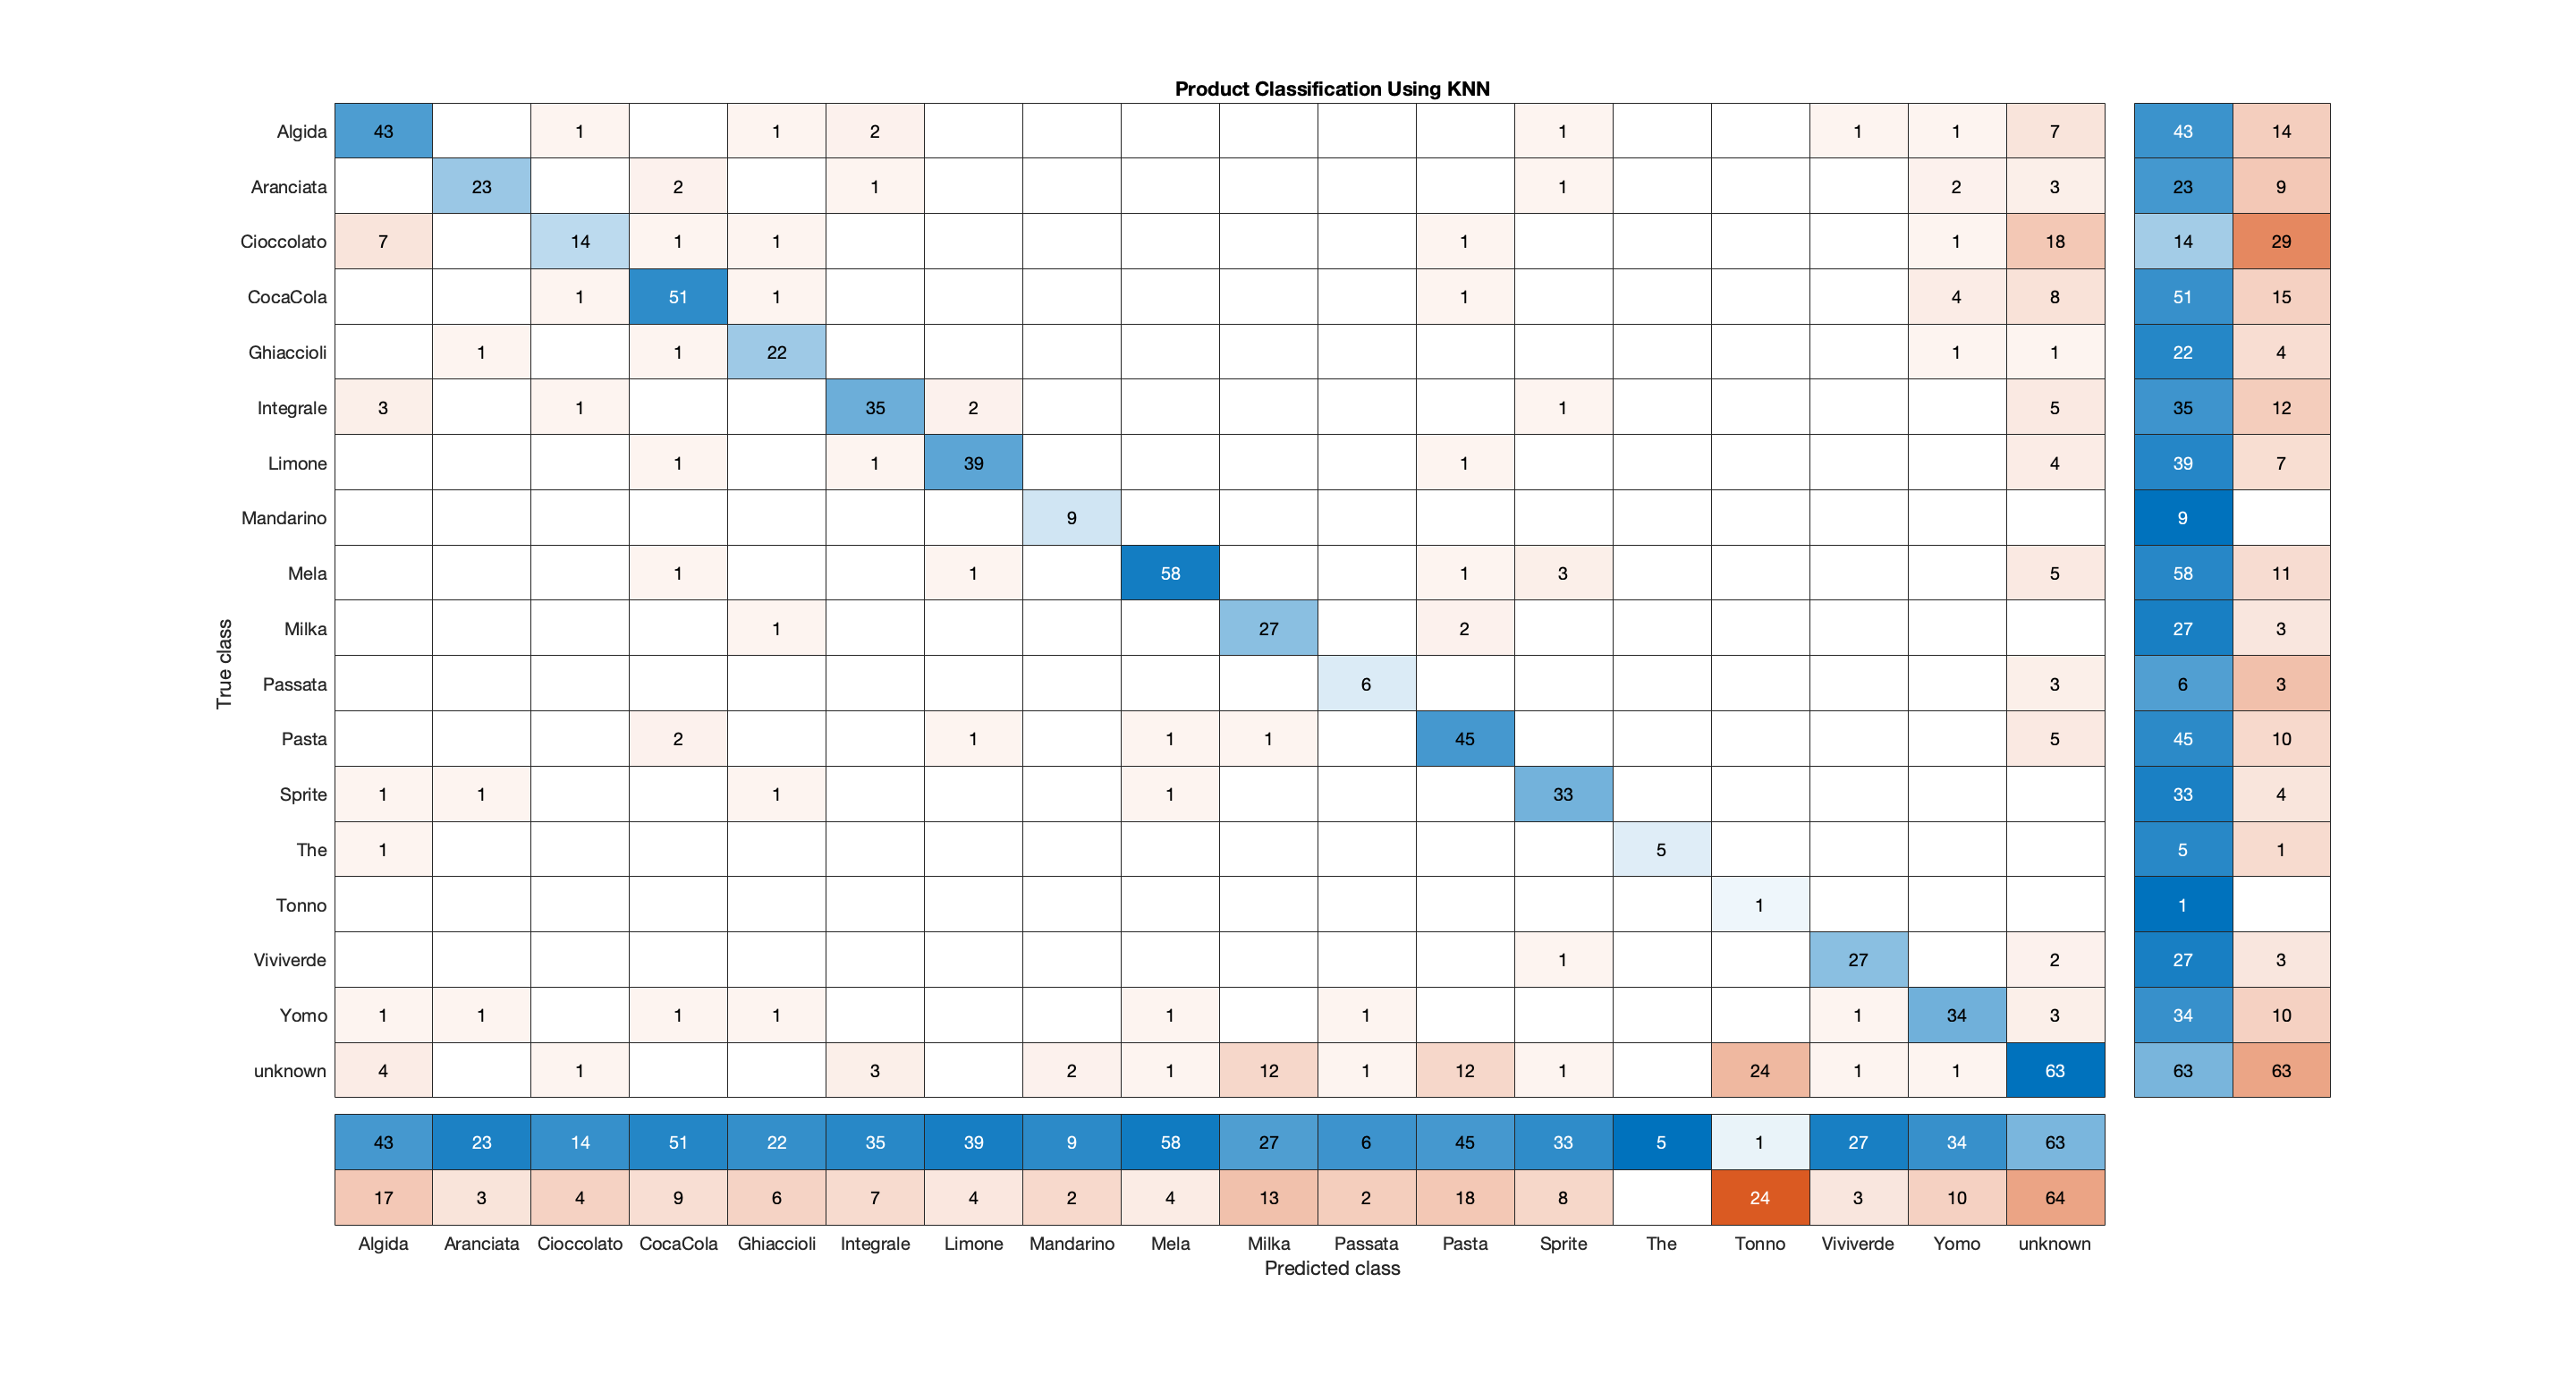 Product Classification Using KNN
Algida 43 1 1 2 1 1 1 7 43 14
Aranciata 23 2 1 1 2 3 23 9
Cioccolato 7 14 1 1 1 1 18 14 29
CocaCola 1 51 1 1 4 8 51 15
Ghiaccioli 1 1 22 1 1 22 4
Integrale 3 1 35 2 1 5 35 12
Limone 1 1 39 1 4 39 7
Mandarino 9 9
Mela 1 1 58 1 3 5 58 11
Milka 1 27 2 27 3
Passata 6 3 6 3
Pasta 2 1 1 1 45 5 45 10
Sprite 1 1 1 1 33 33 4
The 1 5 5 1
Tonno 1 1
Viviverde 1 27 2 27 3
Yomo 1 1 1 1 1 1 1 34 3 34 10
unknown 4 1 3 2 1 12 1 12 1 24 1 1 63 63 63
True class
43 23 14 51 22 35 39 9 58 27 6 45 33 5 1 27 34 63
17 3 4 9 6 7 4 2 4 13 2 18 8 24 3 10 64
Algida Aranciata Cioccolato CocaCola Ghiaccioli Integrale Limone Mandarino Mela Milka Passata Pasta Sprite The Tonno Viviverde Yomo unknown
Predicted class